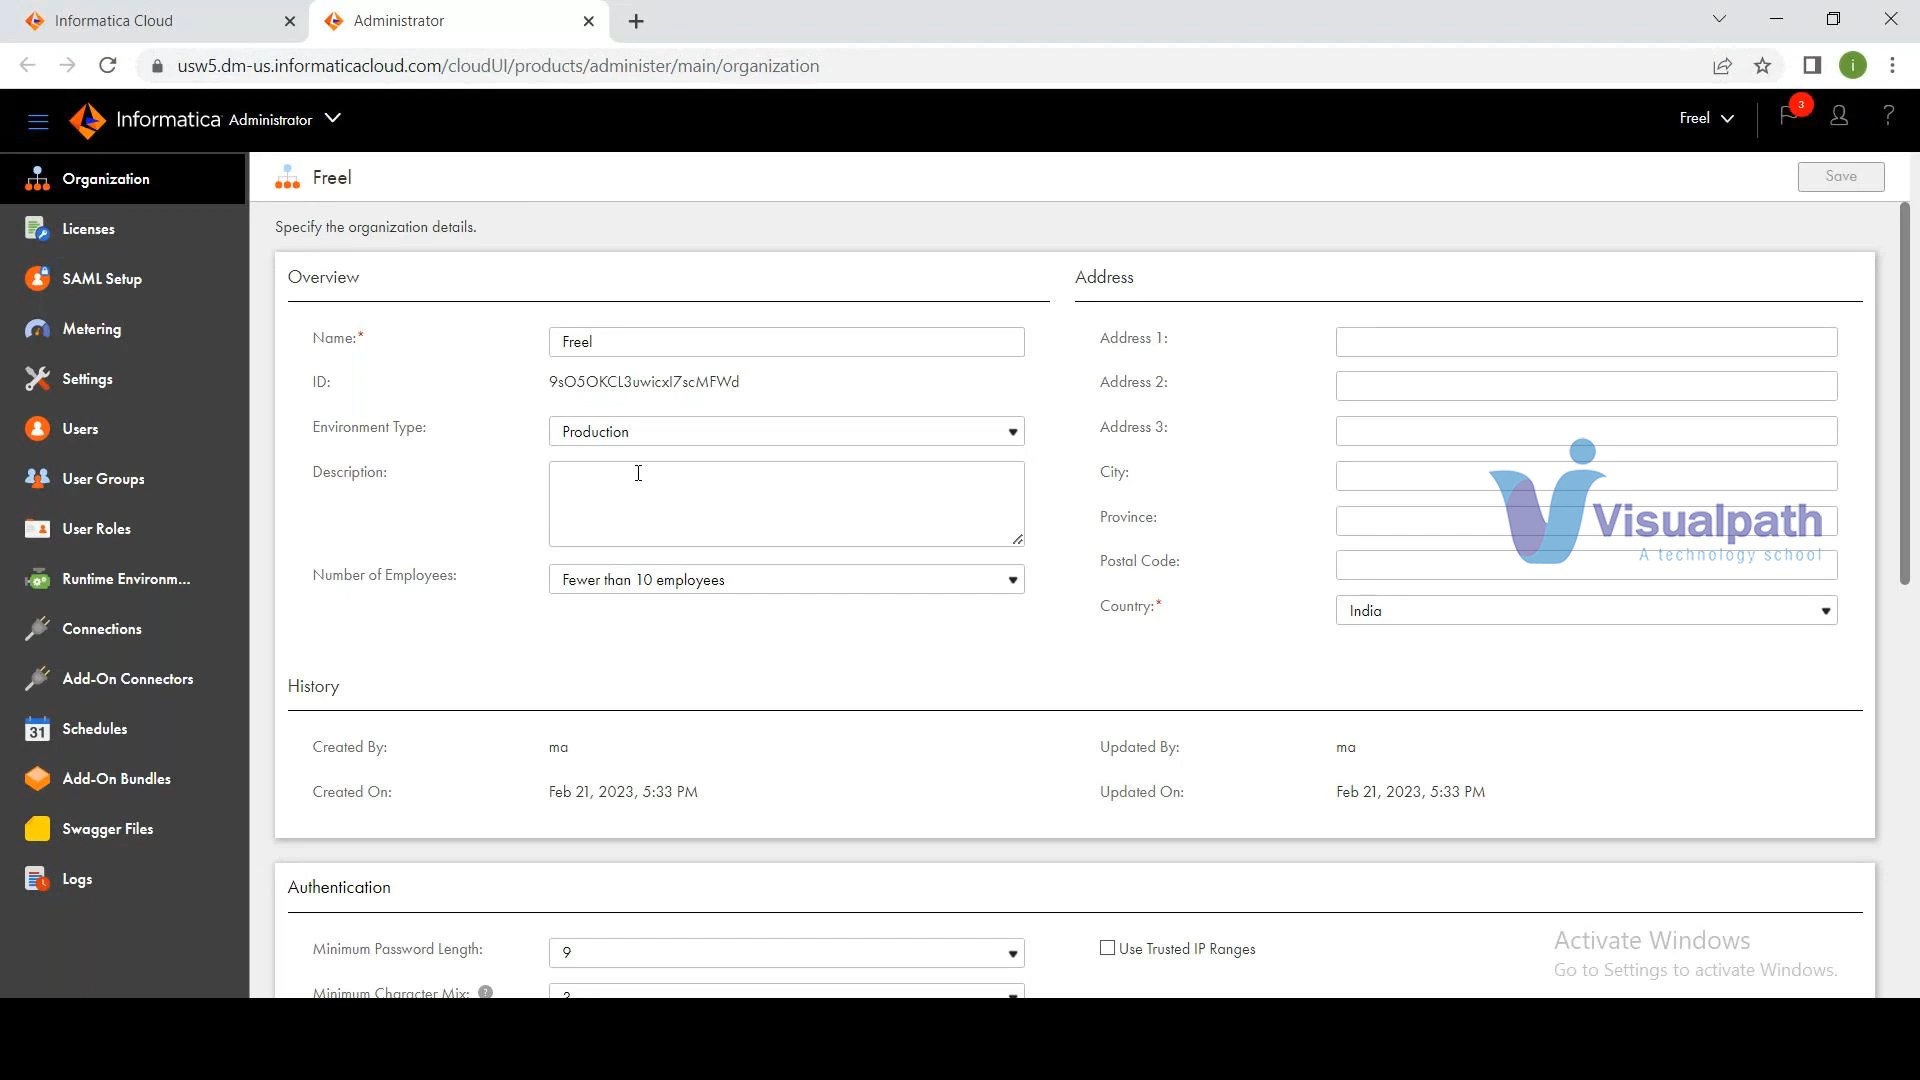 Informatica Cloud
Administrator
usw5.dm-us.informaticacloud.com/cloudUI/products/administer/main/organization
i
Informatica Administrator
Freel
3
?
Organization
Licenses
SAML Setup
Metering
Settings
Users
User Groups
User Roles
Runtime Environm...
Connections
Add-On Connectors
31 Schedules
Add-On Bundles
Swagger Files
Logs
Freel
Save
Specify the organization details.
Overview
Name:* Freel
ID: 9sO5OKCL3uwicxI7scMFWd
Environment Type: Production
Description:
Number of Employees: Fewer than 10 employees
Address
Address 1:
Address 2:
Address 3:
City:
Province:
Postal Code:
Country:* India
Visualpath
A technology school
History
Created By: ma
Updated By: ma
Created On: Feb 21, 2023, 5:33 PM
Updated On: Feb 21, 2023, 5:33 PM
Authentication
Minimum Password Length: 9
Use Trusted IP Ranges
Minimum Character Mix: ?
Activate Windows
Go to Settings to activate Windows.